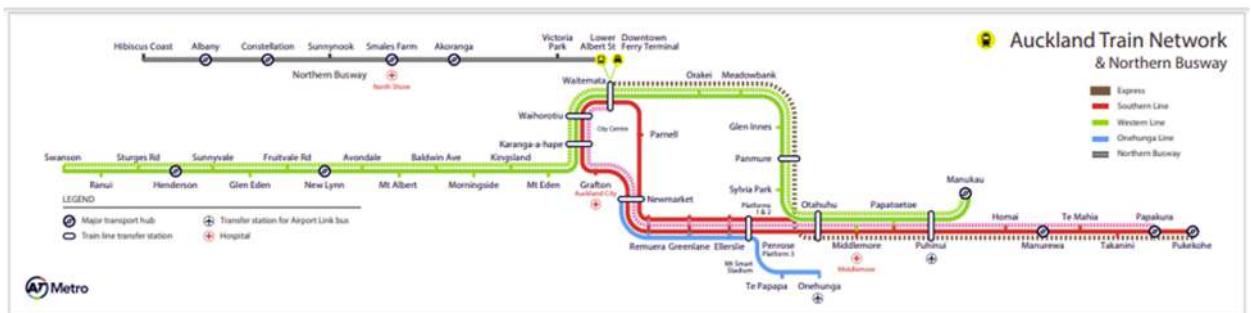 Hibiscus Coast
Albany
Constellation
Sunnynook
Smales Farm
Akoranga
Victoria
Park
Lower
Albert St
Downtown
Ferry Terminal
Northern Busway
North Shore
Auckland Train Network
& Northern Busway
Express
Southern Line
Western Line
Onehunga Line
Northern Busway
Waitemata
Orakei
Meadowbank
Waihorotiu
City Centre
Parnell
Glen Innes
Karanga-a-hape
Panmure
Swanson
Sturges Rd
Sunnyvale
Fruitvale Rd
Avondale
Baldwin Ave
Kingsland
Ranui
Henderson
Glen Eden
New Lynn
Mt Albert
Morningside
Mt Eden
Grafton
Auckland City
Newmarket
Sylvia Park
Manukau
Platforms
1 & 2
Otahuhu
Papatoetoe
Homai
Te Mahia
Papakura
Remuera
Greenlane
Ellerslie
Penrose
Platform 3
Middlemore
Middlemore
Puhinui
Manurewa
Takanini
Pukekohe
Mt Smart
Stadium
Te Papapa
Onehunga
LEGEND
Major transport hub
Transfer station for Airport Link bus
Train line transfer station
Hospital
AT Metro